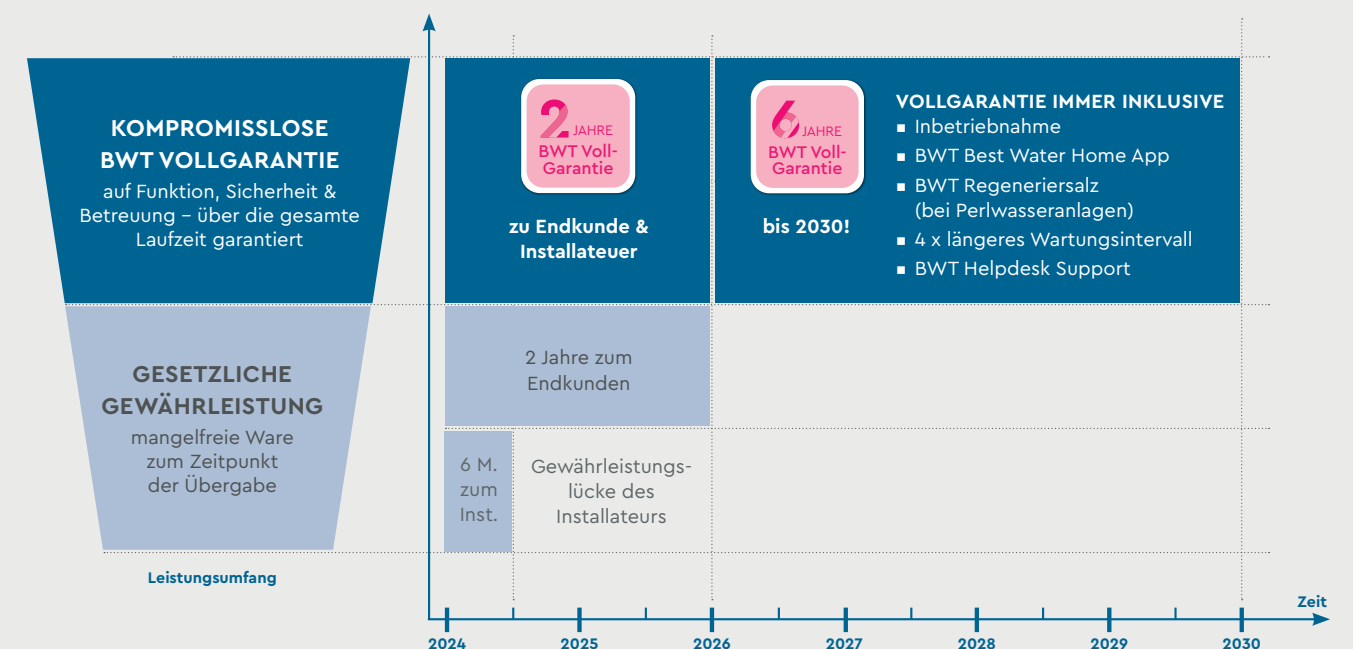 KOMPROMISSLOSE
BWT VOLLGARANTIE
auf Funktion, Sicherheit &
Betreuung – über die gesamte
Laufzeit garantiert
GESETZLICHE
GEWÄHRLEISTUNG
mangelfreie Ware
zum Zeitpunkt
der Übergabe
Leistungsumfang
2 JAHRE
BWT Voll-
Garantie
zu Endkunde &
Installateuer
6 JAHRE
BWT Voll-
Garantie
bis 2030!
VOLLGARANTIE IMMER INKLUSIVE
▪ Inbetriebnahme
▪ BWT Best Water Home App
▪ BWT Regeneriersalz
(bei Perlwasseranlagen)
▪ 4 x längeres Wartungsintervall
▪ BWT Helpdesk Support
2 Jahre zum
Endkunden
6 M.
zum
Inst.
Gewährleistungs-
lücke des
Installateurs
Zeit
2024 2025 2026 2027 2028 2029 2030